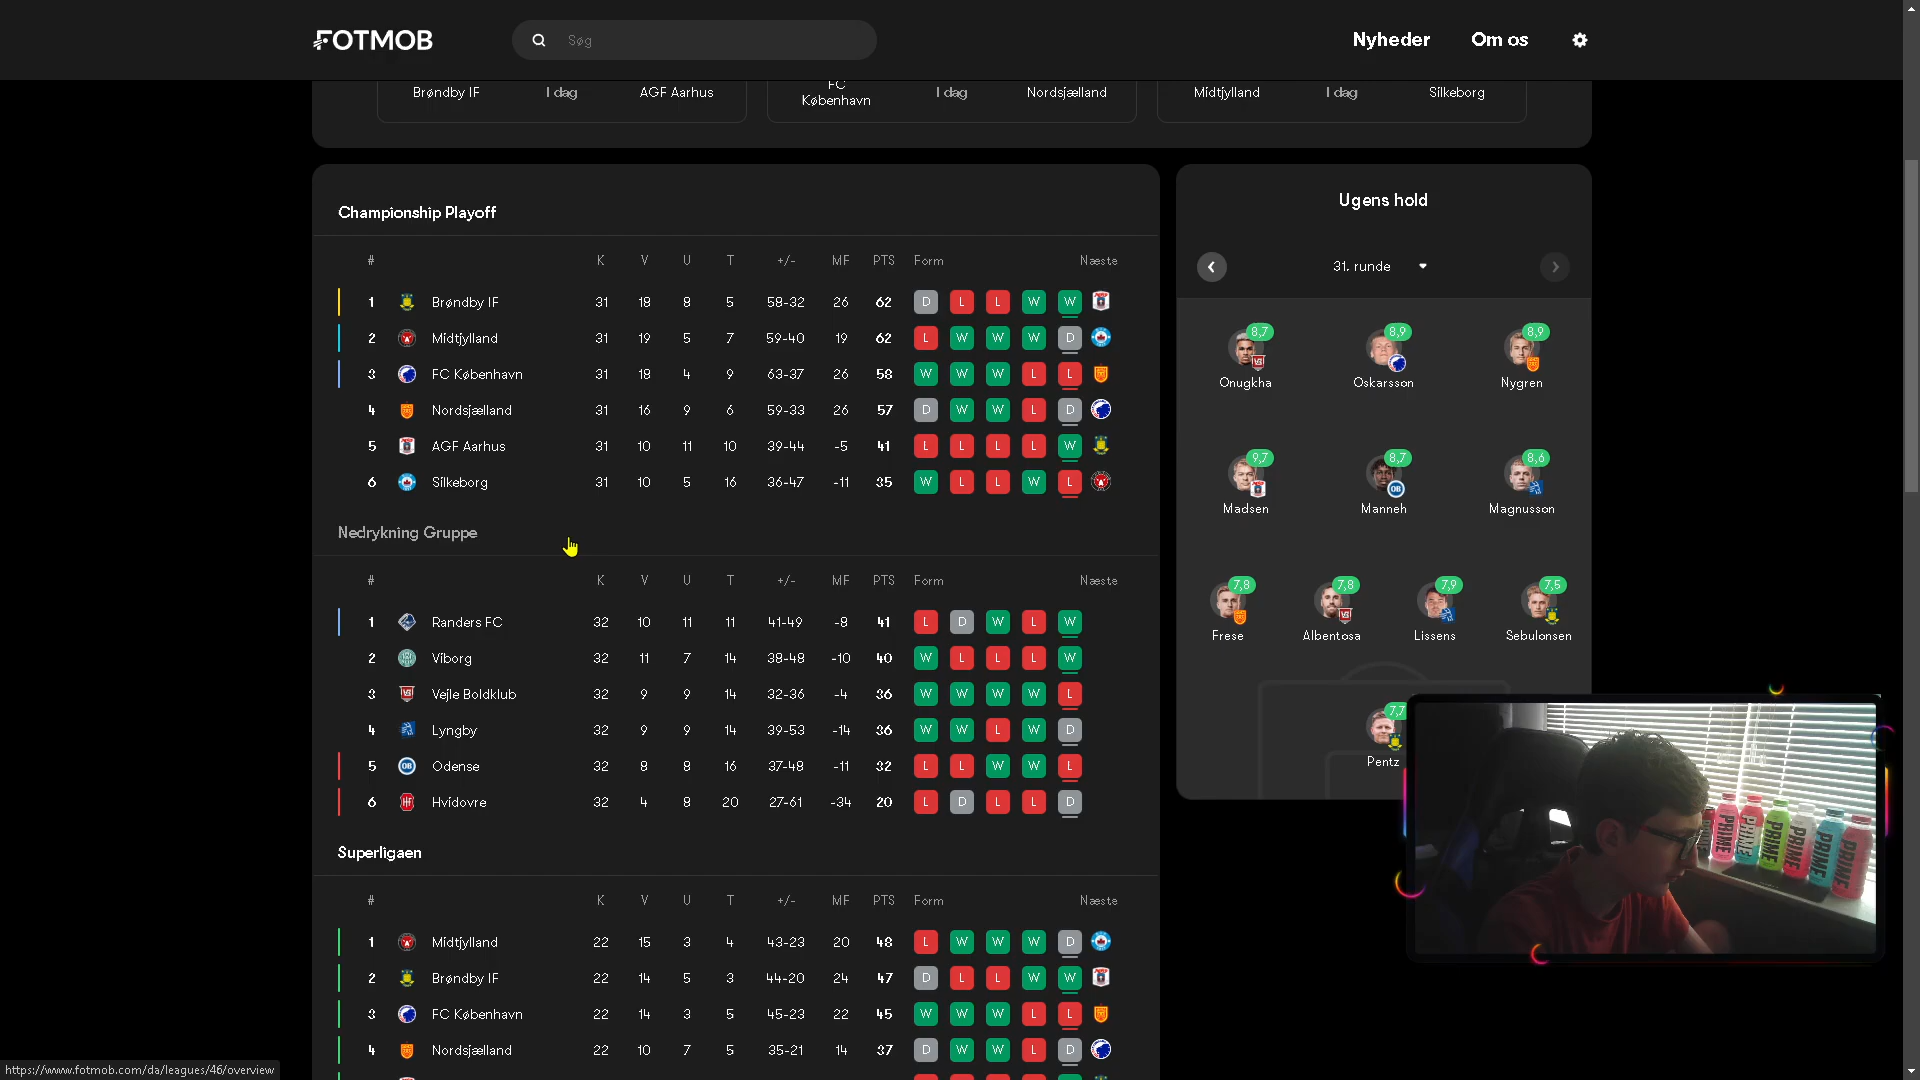 FOTMOB Søg Nyheder Om os
Brøndby IF I dag AGF Aarhus FC København I dag Nordsjælland Midtjylland I dag Silkeborg
Championship Playoff
# K V U T +/- MF PTS Form Næste
1 Brøndby IF 31 18 8 5 58-32 26 62 D L L W W
2 Midtjylland 31 19 5 7 59-40 19 62 L W W W D
3 FC København 31 18 4 9 63-37 26 58 W W W L L
4 Nordsjælland 31 16 9 6 59-33 26 57 D W W L D
5 AGF Aarhus 31 10 11 10 39-44 -5 41 L L L L W
6 Silkeborg 31 10 5 16 36-47 -11 35 W L L W L
Nedrykning Gruppe
# K V U T +/- MF PTS Form Næste
1 Randers FC 32 10 11 11 41-49 -8 41 L D W L W
2 Viborg 32 11 7 14 38-48 -10 40 W L L L W
3 Vejle Boldklub 32 9 9 14 32-36 -4 36 W W W W L
4 Lyngby 32 9 9 14 39-53 -14 36 W W L W D
5 OB Odense 32 8 8 16 37-48 -11 32 L L W W L
6 HF Hvidovre 32 4 8 20 27-61 -34 20 L D L L D
Superligaen
# K V U T +/- MF PTS Form Næste
1 Midtjylland 22 15 3 4 43-23 20 48 L W W W D
2 Brøndby IF 22 14 5 3 44-20 24 47 D L L W W
3 FC København 22 14 3 5 45-23 22 45 W W W L L
4 Nordsjælland 22 10 7 5 35-21 14 37 D W W L D
Ugens hold
31. runde
8,7 8,9 8,9
Onugkha Oskarsson Nygren
9,7 8,7 8,6
OB
Madsen Manneh Magnusson
7,8 7,8 7,9 7,5
Frese Albentosa Lissens Sebulonsen
7,7
Pentz
PRIME PRIME PRIME PRIME PRIME PRIME
https://www.fotmob.com/da/leagues/46/overview